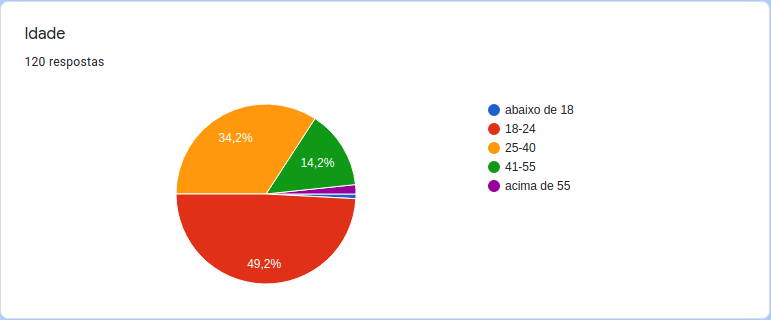 Idade
120 respostas
abaixo de 18
18-24
25-40
41-55
acima de 55
34,2%
14,2%
49,2%